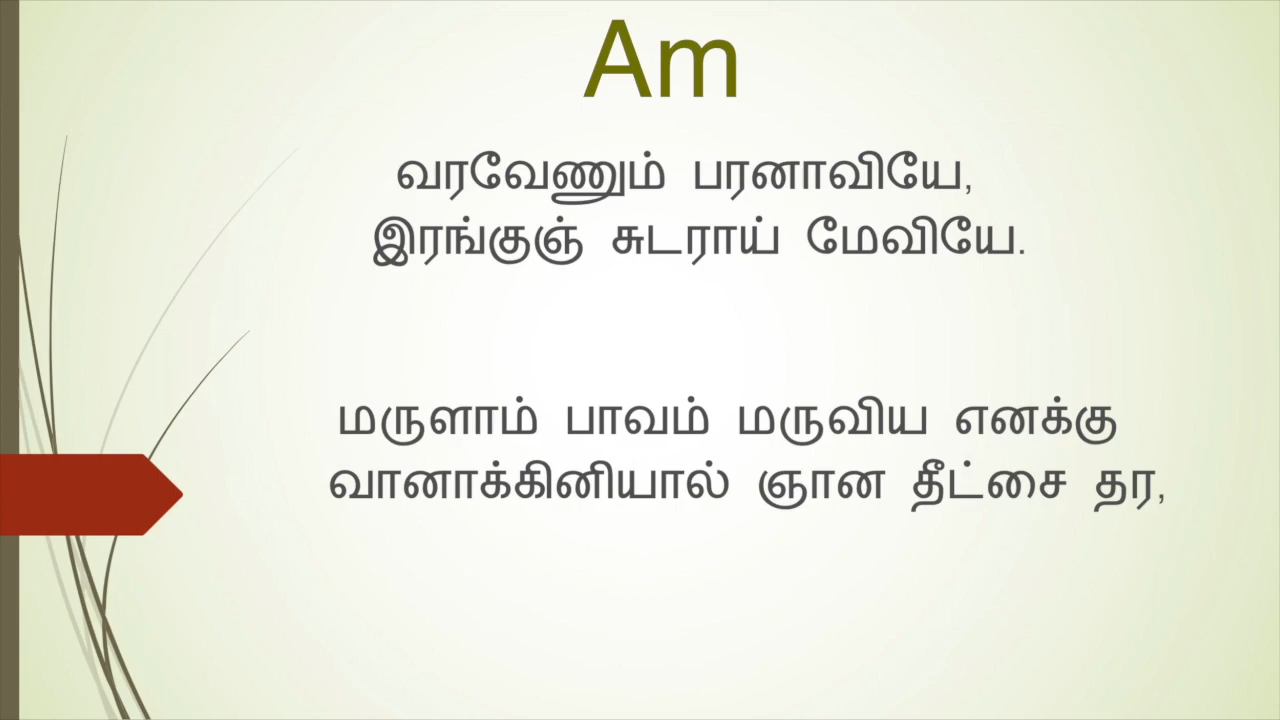 Am
வரவேணும் பரனாவியே,
இரங்குஞ் சுடராய் மேவியே.
மருளாம் பாவம் மருவிய எனக்கு
வானாக்கினியால் ஞான தீட்சை தர,